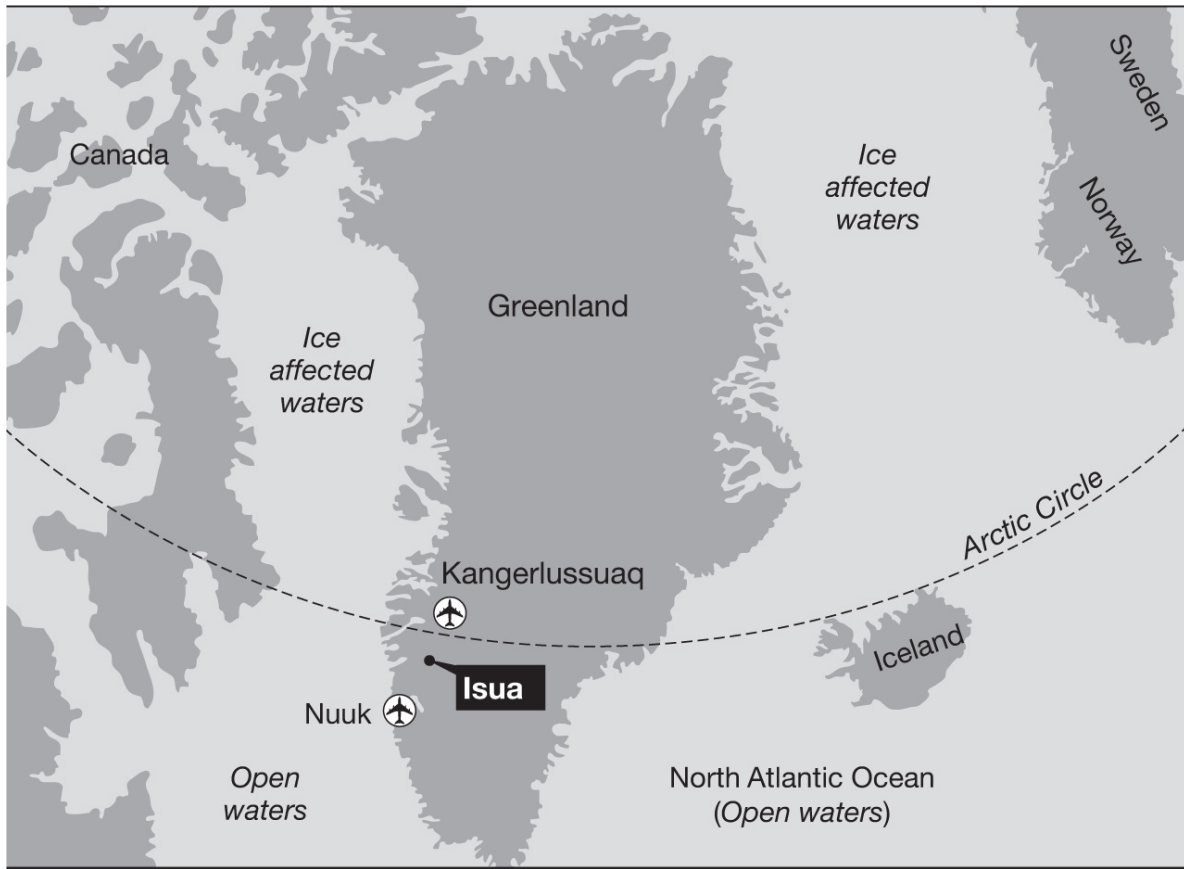 Sweden
Canada
Ice
affected
waters
Norway
Greenland
Ice
affected
waters
Arctic Circle
Kangerlussuaq
Iceland
Isua
Nuuk
Open
waters
North Atlantic Ocean
(Open waters)